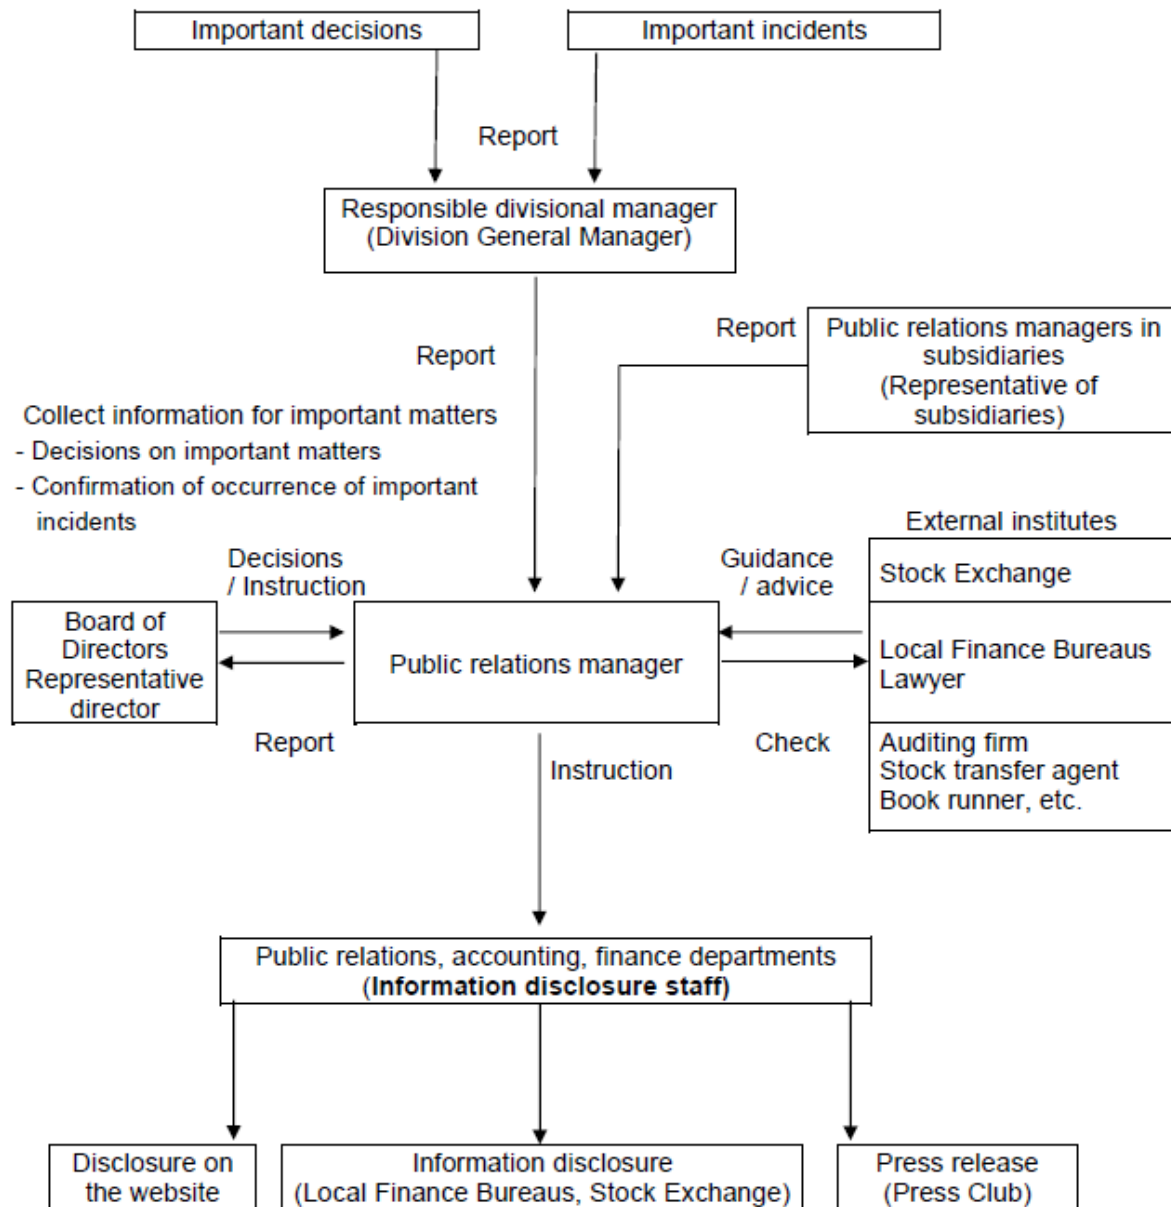 Important decisions
Important incidents
Report
Responsible divisional manager
(Division General Manager)
Report
Report
Public relations managers in
subsidiaries
(Representative of
subsidiaries)
Collect information for important matters
- Decisions on important matters
- Confirmation of occurrence of important
incidents
External institutes
Decisions
/ Instruction
Guidance
/ advice
Stock Exchange
Board of
Directors
Representative
director
Public relations manager
Local Finance Bureaus
Lawyer
Report
Check
Auditing firm
Stock transfer agent
Book runner, etc.
Instruction
Public relations, accounting, finance departments
(Information disclosure staff)
Disclosure on
the website
Information disclosure
(Local Finance Bureaus, Stock Exchange)
Press release
(Press Club)